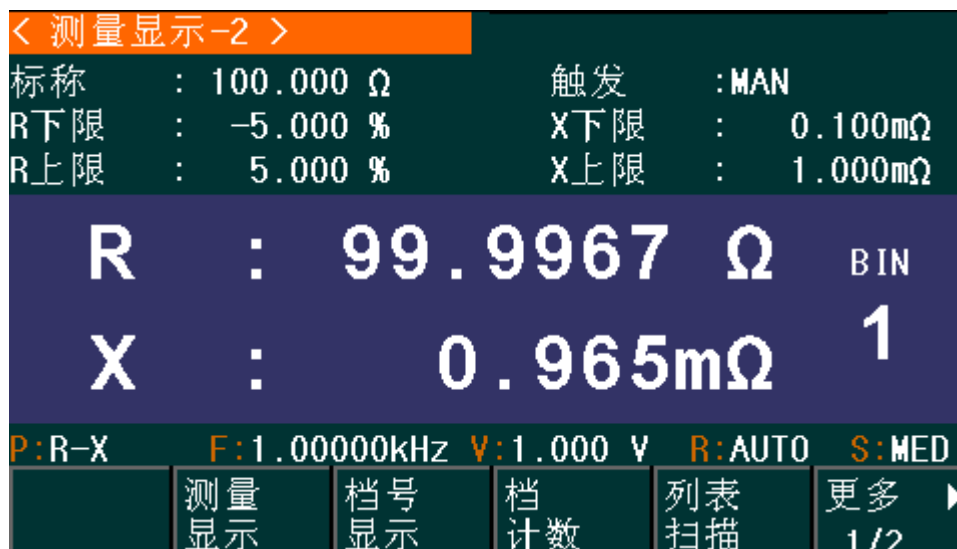 < 测量显示-2 >
标称 : 100.000 Ω 触发 :MAN
R下限 : -5.000 % X下限 : 0.100mΩ
R上限 : 5.000 % X上限 : 1.000mΩ
R : 99.9967 Ω BIN
X : 0.965mΩ 1
P:R-X F:1.00000kHz V:1.000 V R:AUTO S:MED
测量 档号 档 列表 更多
显示 显示 计数 扫描 1/2